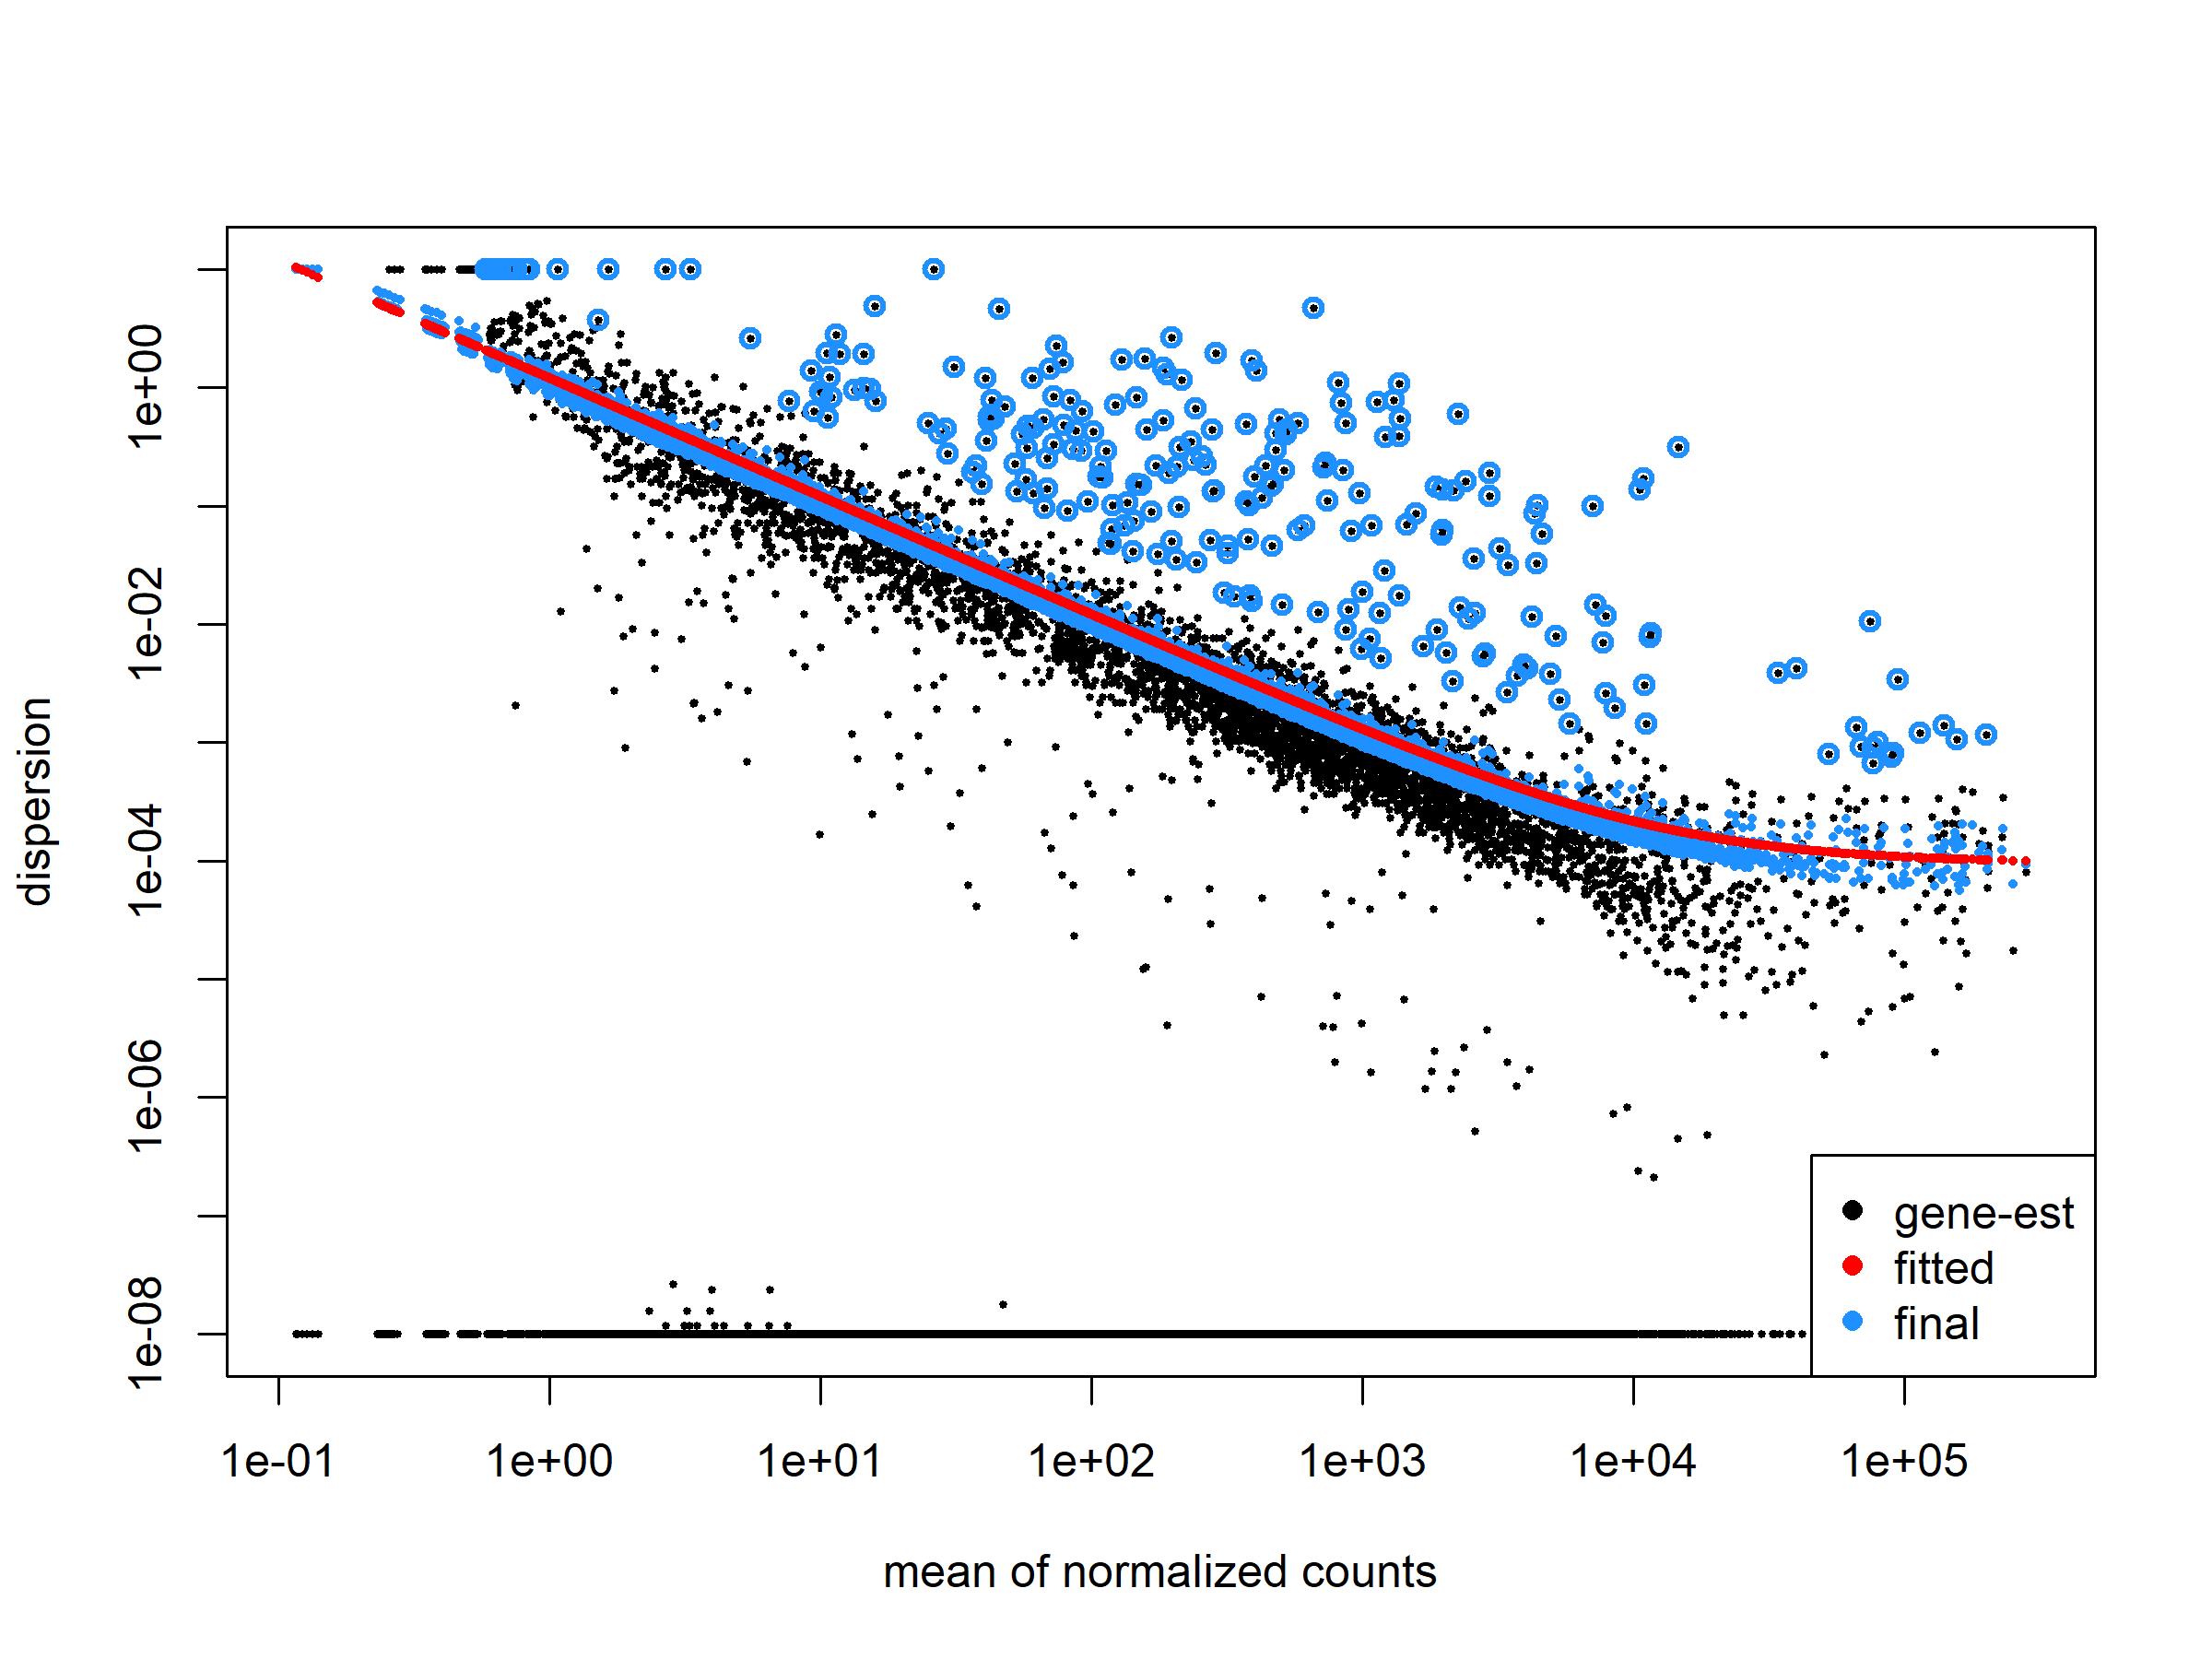 dispersion
1e+00
1e-02
1e-04
1e-06
1e-08
gene-est
fitted
final
1e-01 1e+00 1e+01 1e+02 1e+03 1e+04 1e+05
mean of normalized counts